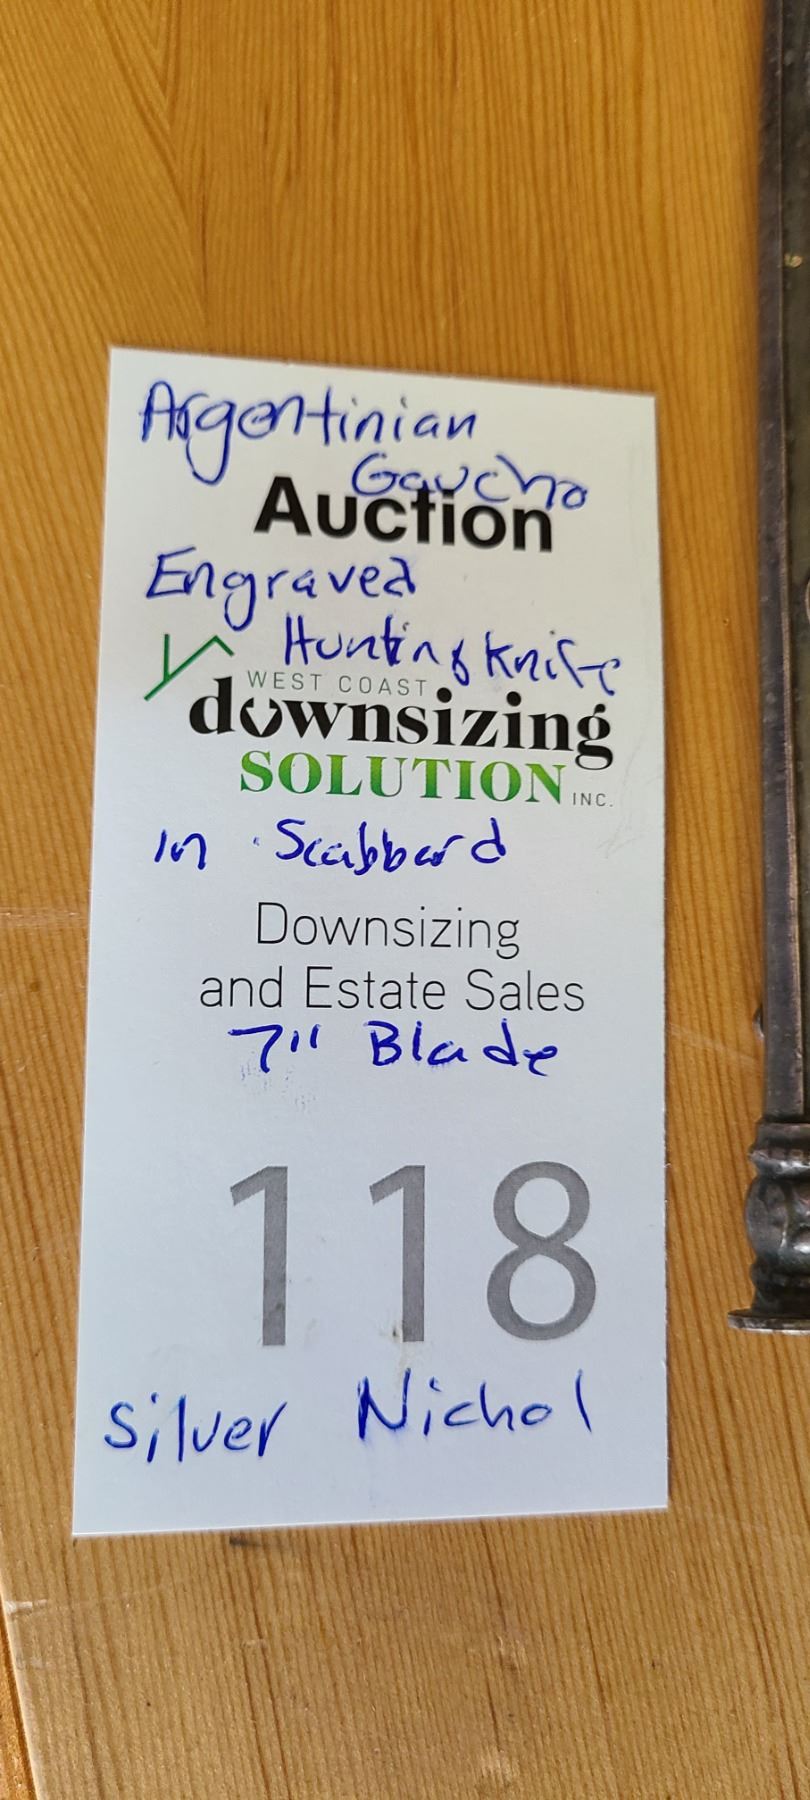 Argentinian
Gaucho
Auction
Engraved
Hunting Knife
WEST COAST
downsizing
SOLUTION INC.
in Scabbard
Downsizing
and Estate Sales
7" Blade
118
Silver Nichol